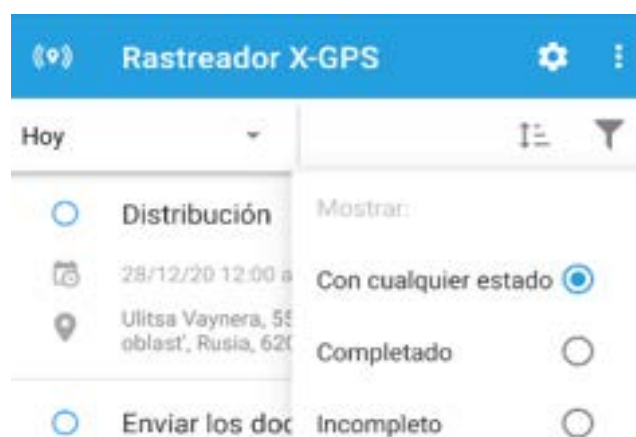 Rastreador X-GPS
Hoy
Distribución
28/12/20 12:00 a
Ulitsa Vaynera, 55
oblast', Rusia, 620
Enviar los doc
Mostrar:
Con cualquier estado
Completado
Incompleto